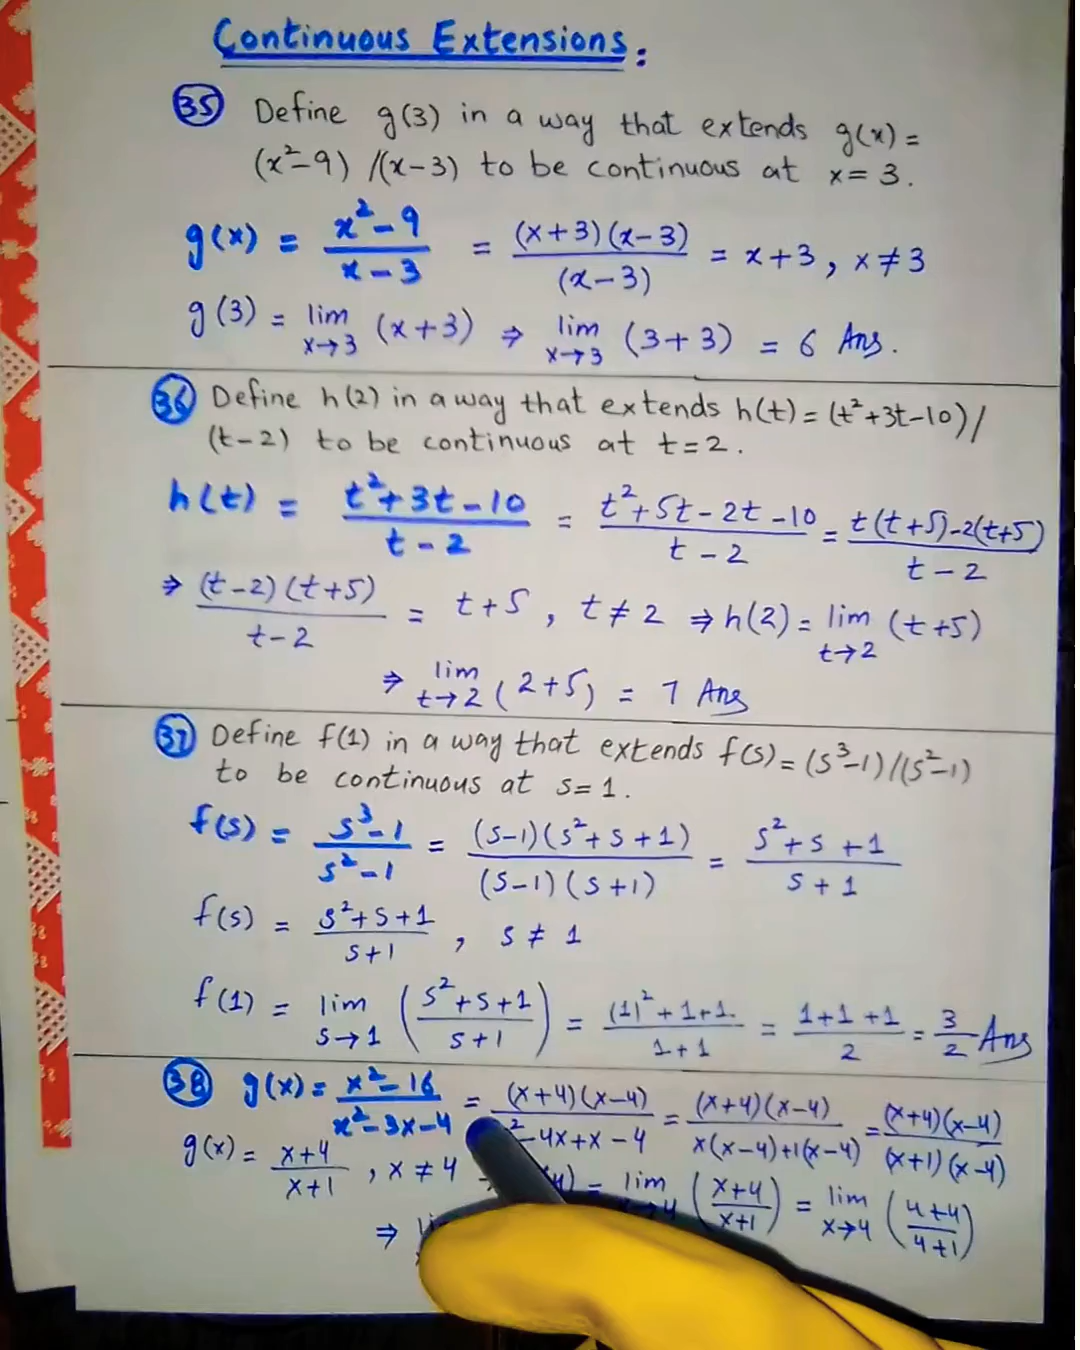 Continuous Extensions.
35 Define g(3) in a way that extends g(x) =
(x²-9) /(x-3) to be continuous at x = 3.
g(x) = x²-9 / x-3 = (x+3)(x-3) / (x-3) = x+3, x≠3
g(3) = lim x→3 (x+3) ⇒ lim x→3 (3+3) = 6 Ans.
36 Define h(2) in a way that extends h(t) = (t²+3t-10)/
(t-2) to be continuous at t=2.
h(t) = t²+3t-10 / t-2 = t²+5t-2t-10 / t-2 = t(t+5)-2(t+5) / t-2
⇒ (t-2)(t+5) / t-2 = t+5, t≠2 ⇒ h(2) = lim t→2 (t+5)
⇒ lim t→2 (2+5) = 7 Ans
37 Define f(1) in a way that extends f(s) = (s³-1)/(s²-1)
to be continuous at s=1.
f(s) = s³-1 / s²-1 = (s-1)(s²+s+1) / (s-1)(s+1) = s²+s+1 / s+1
f(s) = s²+s+1 / s+1, s≠1
f(1) = lim s→1 (s²+s+1 / s+1) = (1)²+1+1 / 1+1 = 1+1+1 / 2 = 3/2 Ans
38 g(x) = x²-16 / x²-3x-4 = (x+4)(x-4) / ²-4x+x-4 = (x+4)(x-4) / x(x-4)+1(x-4) = (x+4)(x-4) / (x+1)(x-4)
g(x) = x+4 / x+1, x≠4 4) = lim x→4 (x+4 / x+1) = lim x→4 (4+4 / 4+1)
⇒